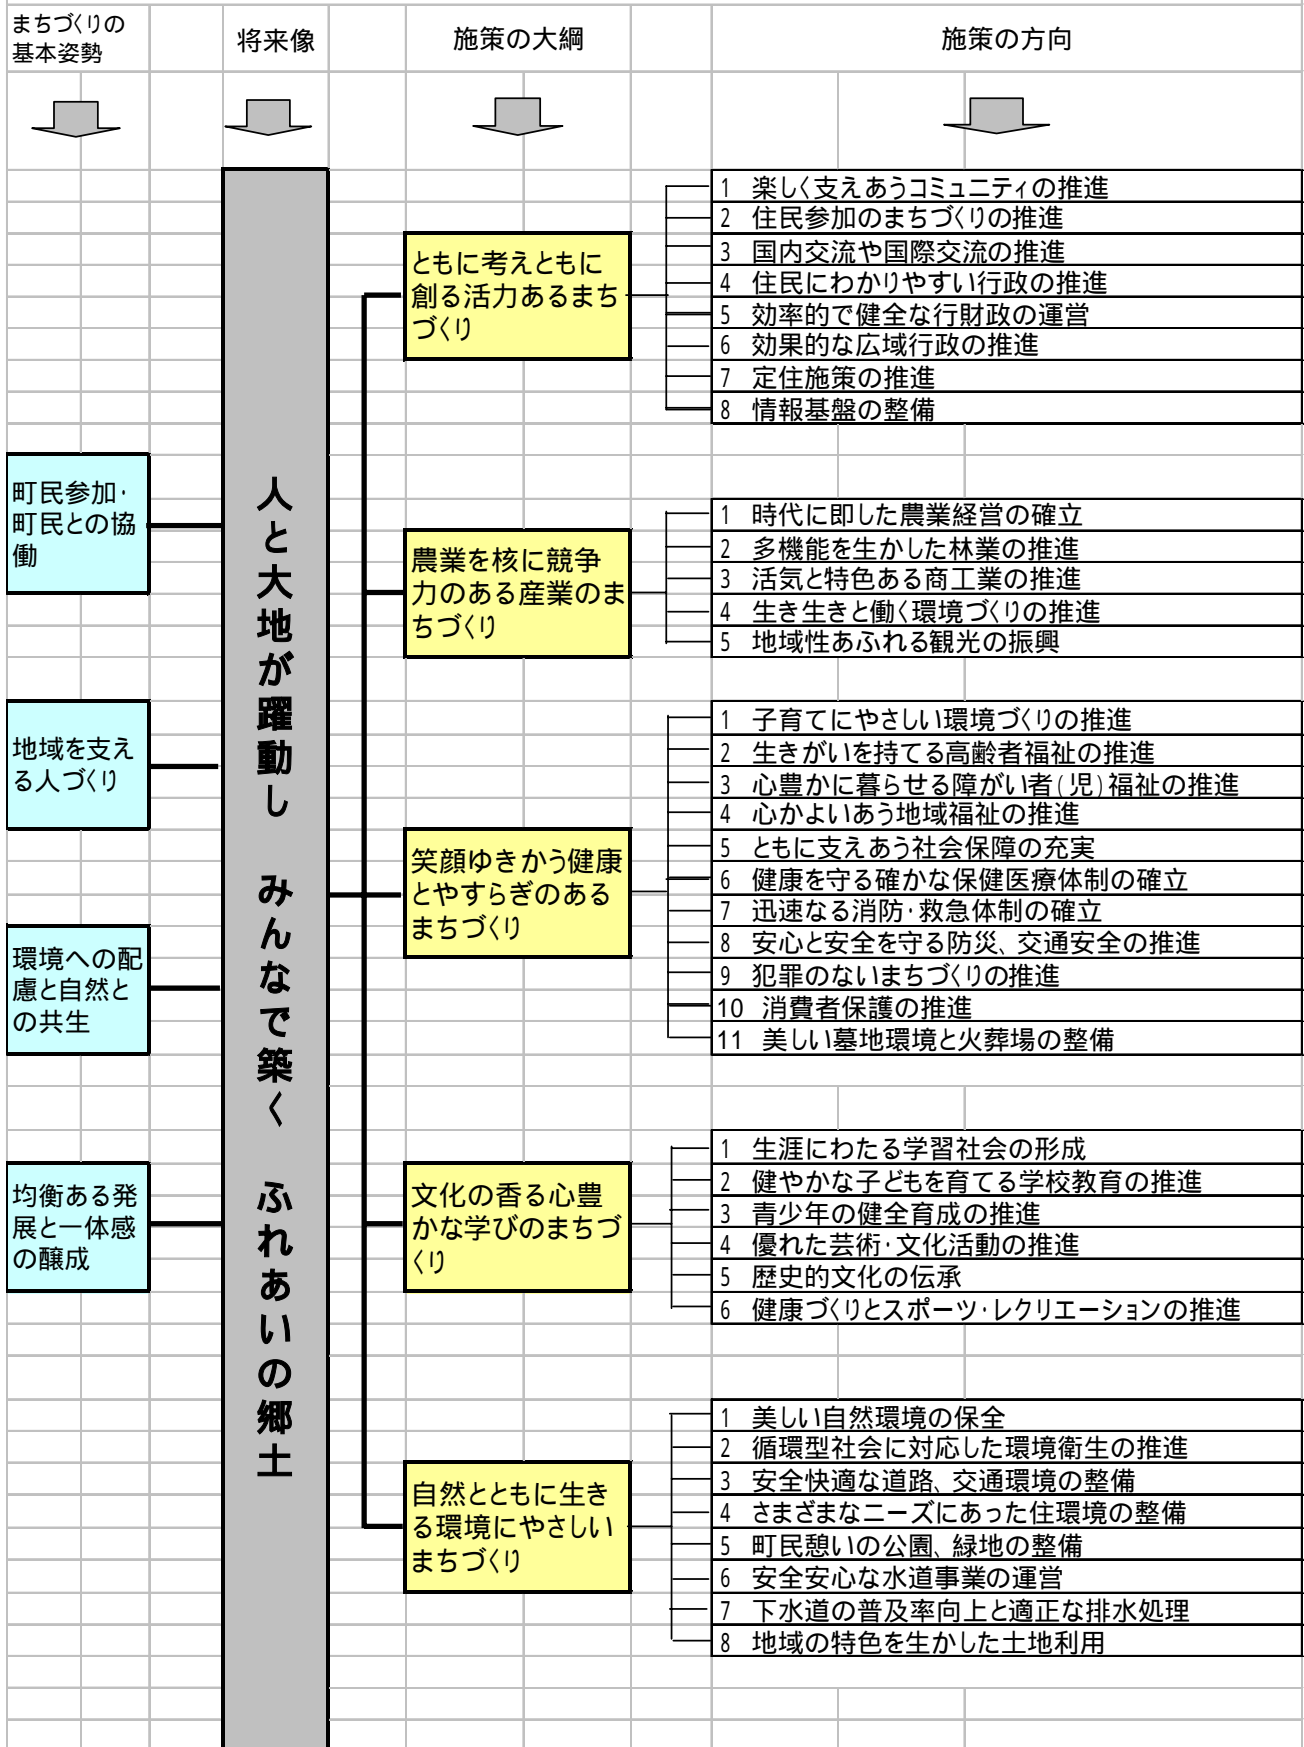 まちづくりの
基本姿勢
将来像
施策の大綱
施策の方向
町民参加・
町民との協
働
地域を支え
る人づくり
環境への配
慮と自然と
の共生
均衡ある発
展と一体感
の醸成
人と大地が躍動し　みんなで築く　ふれあいの郷土
ともに考えともに
創る活力あるまち
づくり
1 楽しく支えあうコミュニティの推進
2 住民参加のまちづくりの推進
3 国内交流や国際交流の推進
4 住民にわかりやすい行政の推進
5 効率的で健全な行財政の運営
6 効果的な広域行政の推進
7 定住施策の推進
8 情報基盤の整備
農業を核に競争
力のある産業のま
ちづくり
1 時代に即した農業経営の確立
2 多機能を生かした林業の推進
3 活気と特色ある商工業の推進
4 生き生きと働く環境づくりの推進
5 地域性あふれる観光の振興
笑顔ゆきかう健康
とやすらぎのある
まちづくり
1 子育てにやさしい環境づくりの推進
2 生きがいを持てる高齢者福祉の推進
3 心豊かに暮らせる障がい者(児)福祉の推進
4 心かよいあう地域福祉の推進
5 ともに支えあう社会保障の充実
6 健康を守る確かな保健医療体制の確立
7 迅速なる消防・救急体制の確立
8 安心と安全を守る防災、交通安全の推進
9 犯罪のないまちづくりの推進
10 消費者保護の推進
11 美しい墓地環境と火葬場の整備
文化の香る心豊
かな学びのまちづ
くり
1 生涯にわたる学習社会の形成
2 健やかな子どもを育てる学校教育の推進
3 青少年の健全育成の推進
4 優れた芸術・文化活動の推進
5 歴史的文化の伝承
6 健康づくりとスポーツ・レクリエーションの推進
自然とともに生き
る環境にやさしい
まちづくり
1 美しい自然環境の保全
2 循環型社会に対応した環境衛生の推進
3 安全快適な道路、交通環境の整備
4 さまざまなニーズにあった住環境の整備
5 町民憩いの公園、緑地の整備
6 安全安心な水道事業の運営
7 下水道の普及率向上と適正な排水処理
8 地域の特色を生かした土地利用